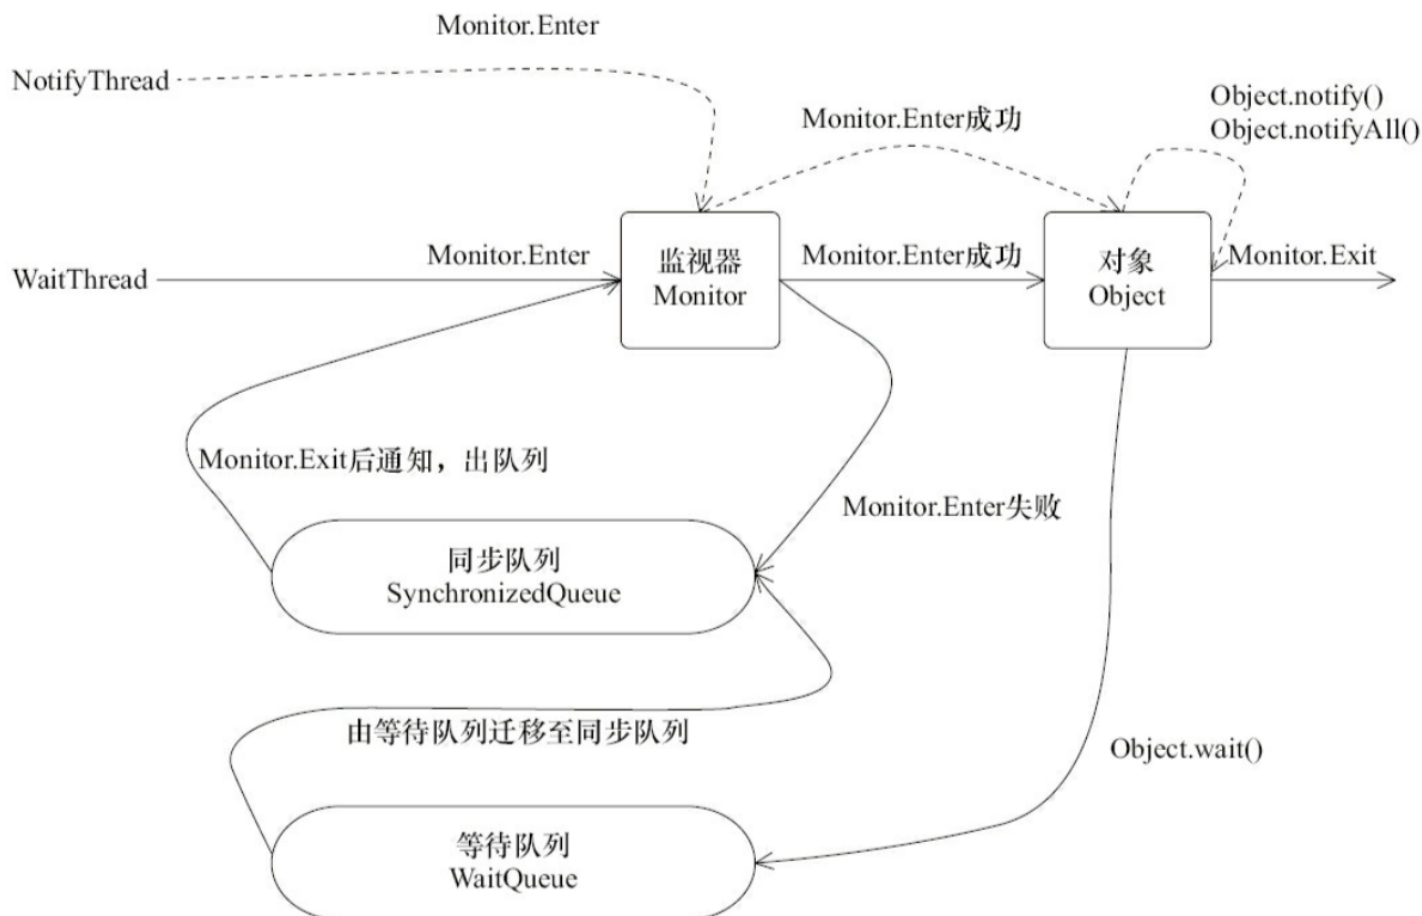 Monitor.Enter
NotifyThread
Object.notify()
Monitor.Enter成功
Object.notifyAll()
WaitThread
Monitor.Enter
监视器
Monitor
Monitor.Enter成功
对象
Object
Monitor.Exit
Monitor.Exit后通知，出队列
Monitor.Enter失败
同步队列
SynchronizedQueue
由等待队列迁移至同步队列
Object.wait()
等待队列
WaitQueue